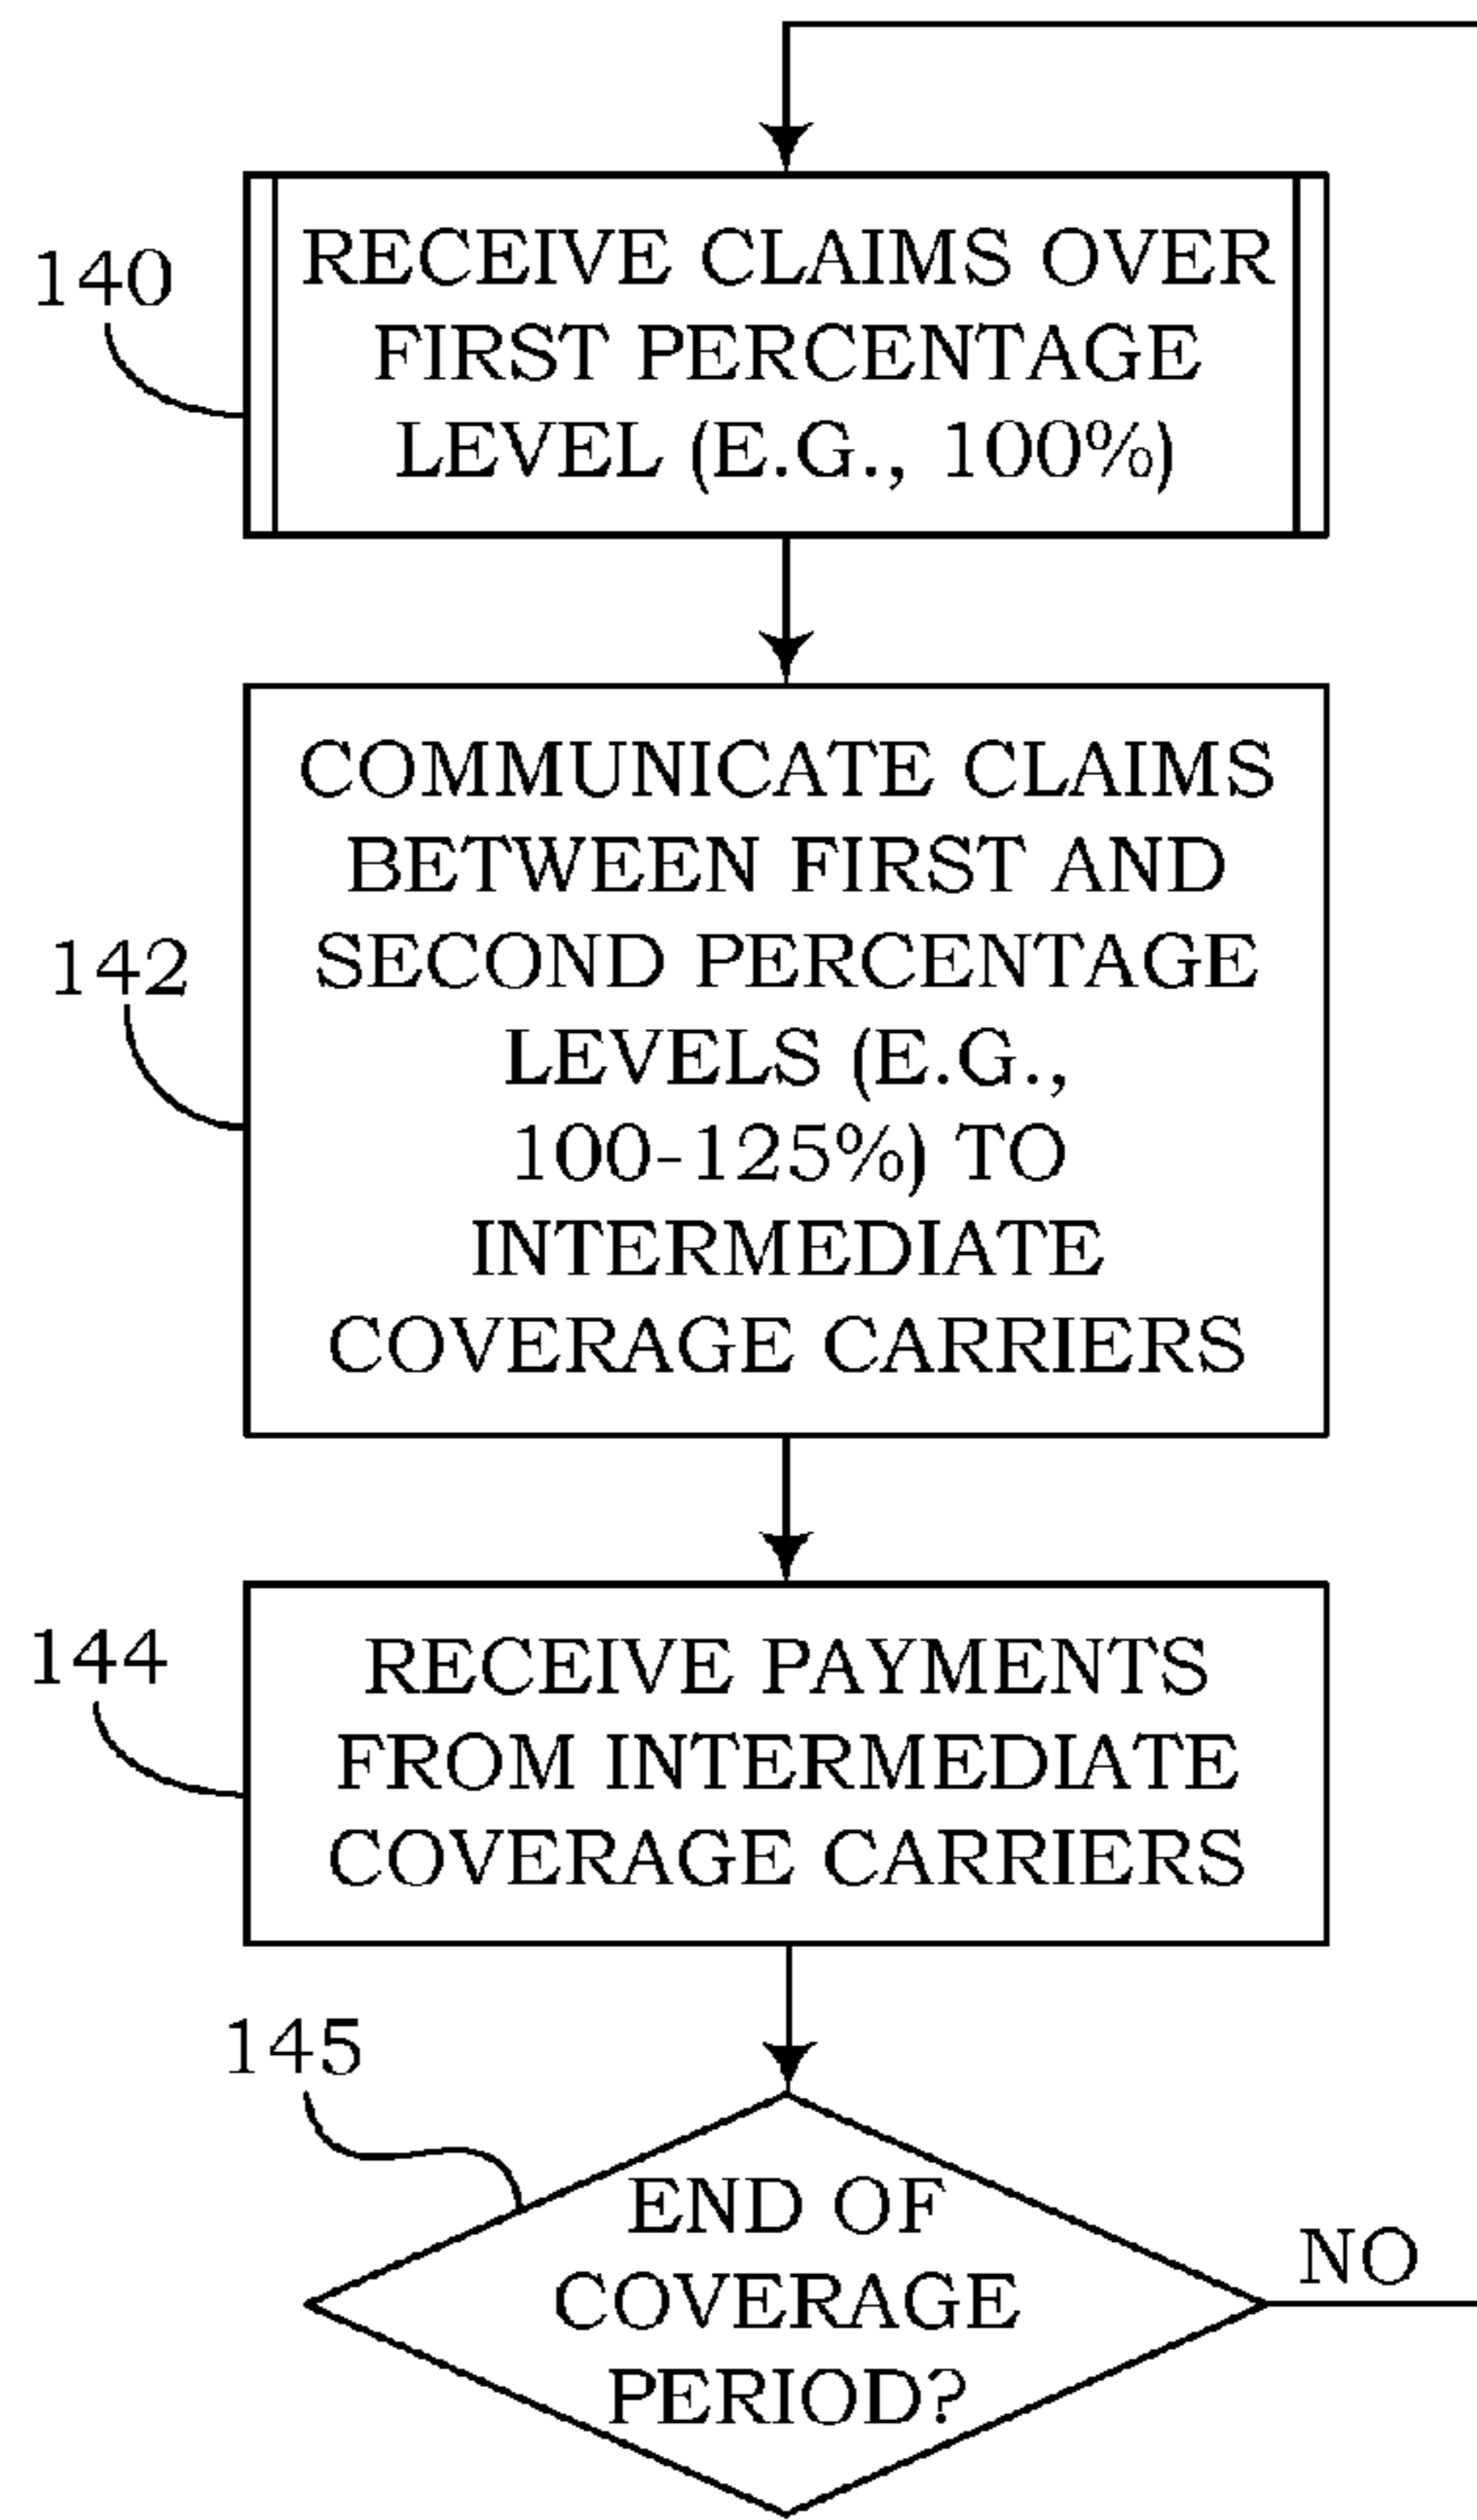 140
RECEIVE CLAIMS OVER
FIRST PERCENTAGE
LEVEL (E.G., 100%)
142
COMMUNICATE CLAIMS
BETWEEN FIRST AND
SECOND PERCENTAGE
LEVELS (E.G.,
100-125%) TO
INTERMEDIATE
COVERAGE CARRIERS
144
RECEIVE PAYMENTS
FROM INTERMEDIATE
COVERAGE CARRIERS
145
END OF
COVERAGE
PERIOD?
NO